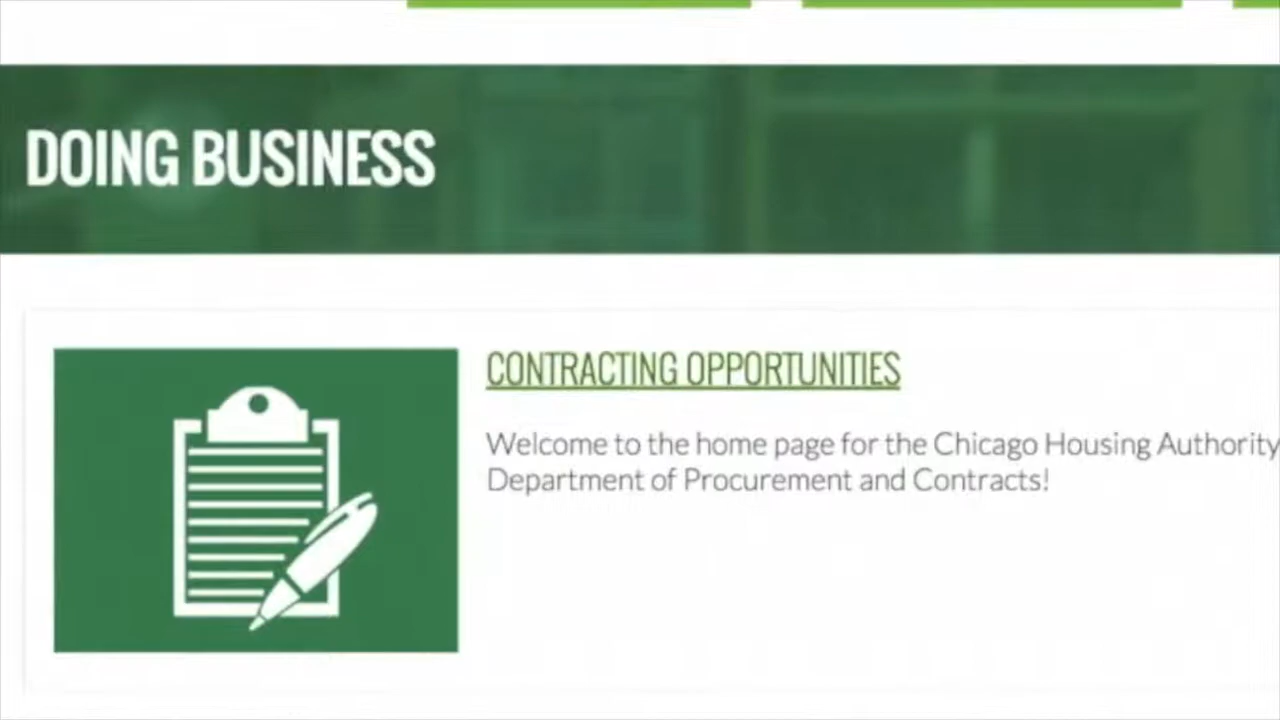 DOING BUSINESS
CONTRACTING OPPORTUNITIES
Welcome to the home page for the Chicago Housing Authority
Department of Procurement and Contracts!